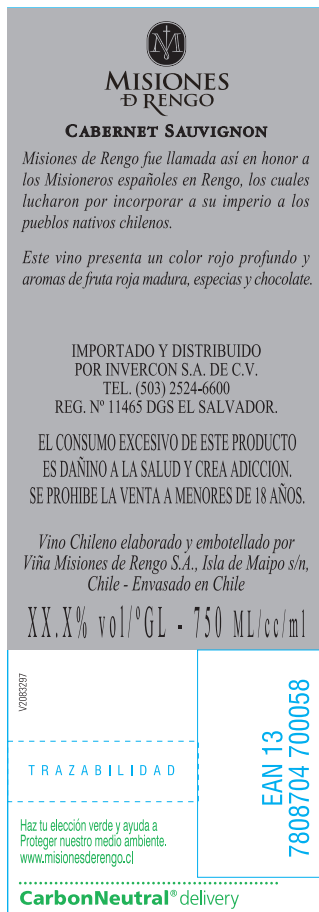 M
MISIONES
D RENGO
CABERNET SAUVIGNON
Misiones de Rengo fue llamada así en honor a
los Misioneros españoles en Rengo, los cuales
lucharon por incorporar a su imperio a los
pueblos nativos chilenos.
Este vino presenta un color rojo profundo y
aromas de fruta roja madura, especias y chocolate.
IMPORTADO Y DISTRIBUIDO
POR INVERCON S.A. DE C.V.
TEL. (503) 2524-6600
REG. Nº 11465 DGS EL SALVADOR.
EL CONSUMO EXCESIVO DE ESTE PRODUCTO
ES DAÑINO A LA SALUD Y CREA ADICCION.
SE PROHIBE LA VENTA A MENORES DE 18 AÑOS.
Vino Chileno elaborado y embotellado por
Viña Misiones de Rengo S.A., Isla de Maipo s/n,
Chile - Envasado en Chile
XX.X% vol/ºGL - 750 ML/cc/ml
V2083297
TRAZABILIDAD
EAN 13
7808704 700058
Haz tu elección verde y ayuda a
Proteger nuestro medio ambiente.
www.misionesderengo.cl
CarbonNeutral® delivery